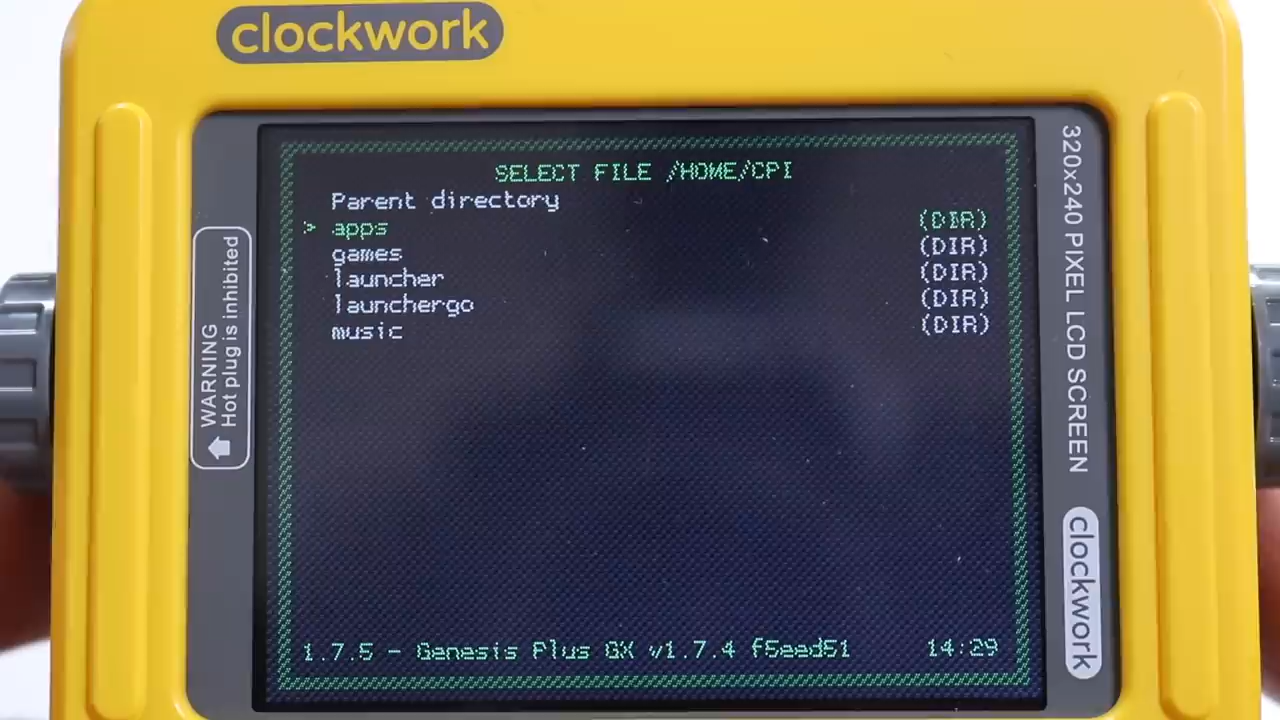 clockwork
SELECT FILE /HOME/CPI
Parent directory
> apps (DIR)
games (DIR)
launcher (DIR)
launchergo (DIR)
music (DIR)
1.7.5 - Genesis Plus GX v1.7.4 f5eed51 14:29
WARNING
Hot plug is inhibited
320x240 PIXEL LCD SCREEN
clockwork